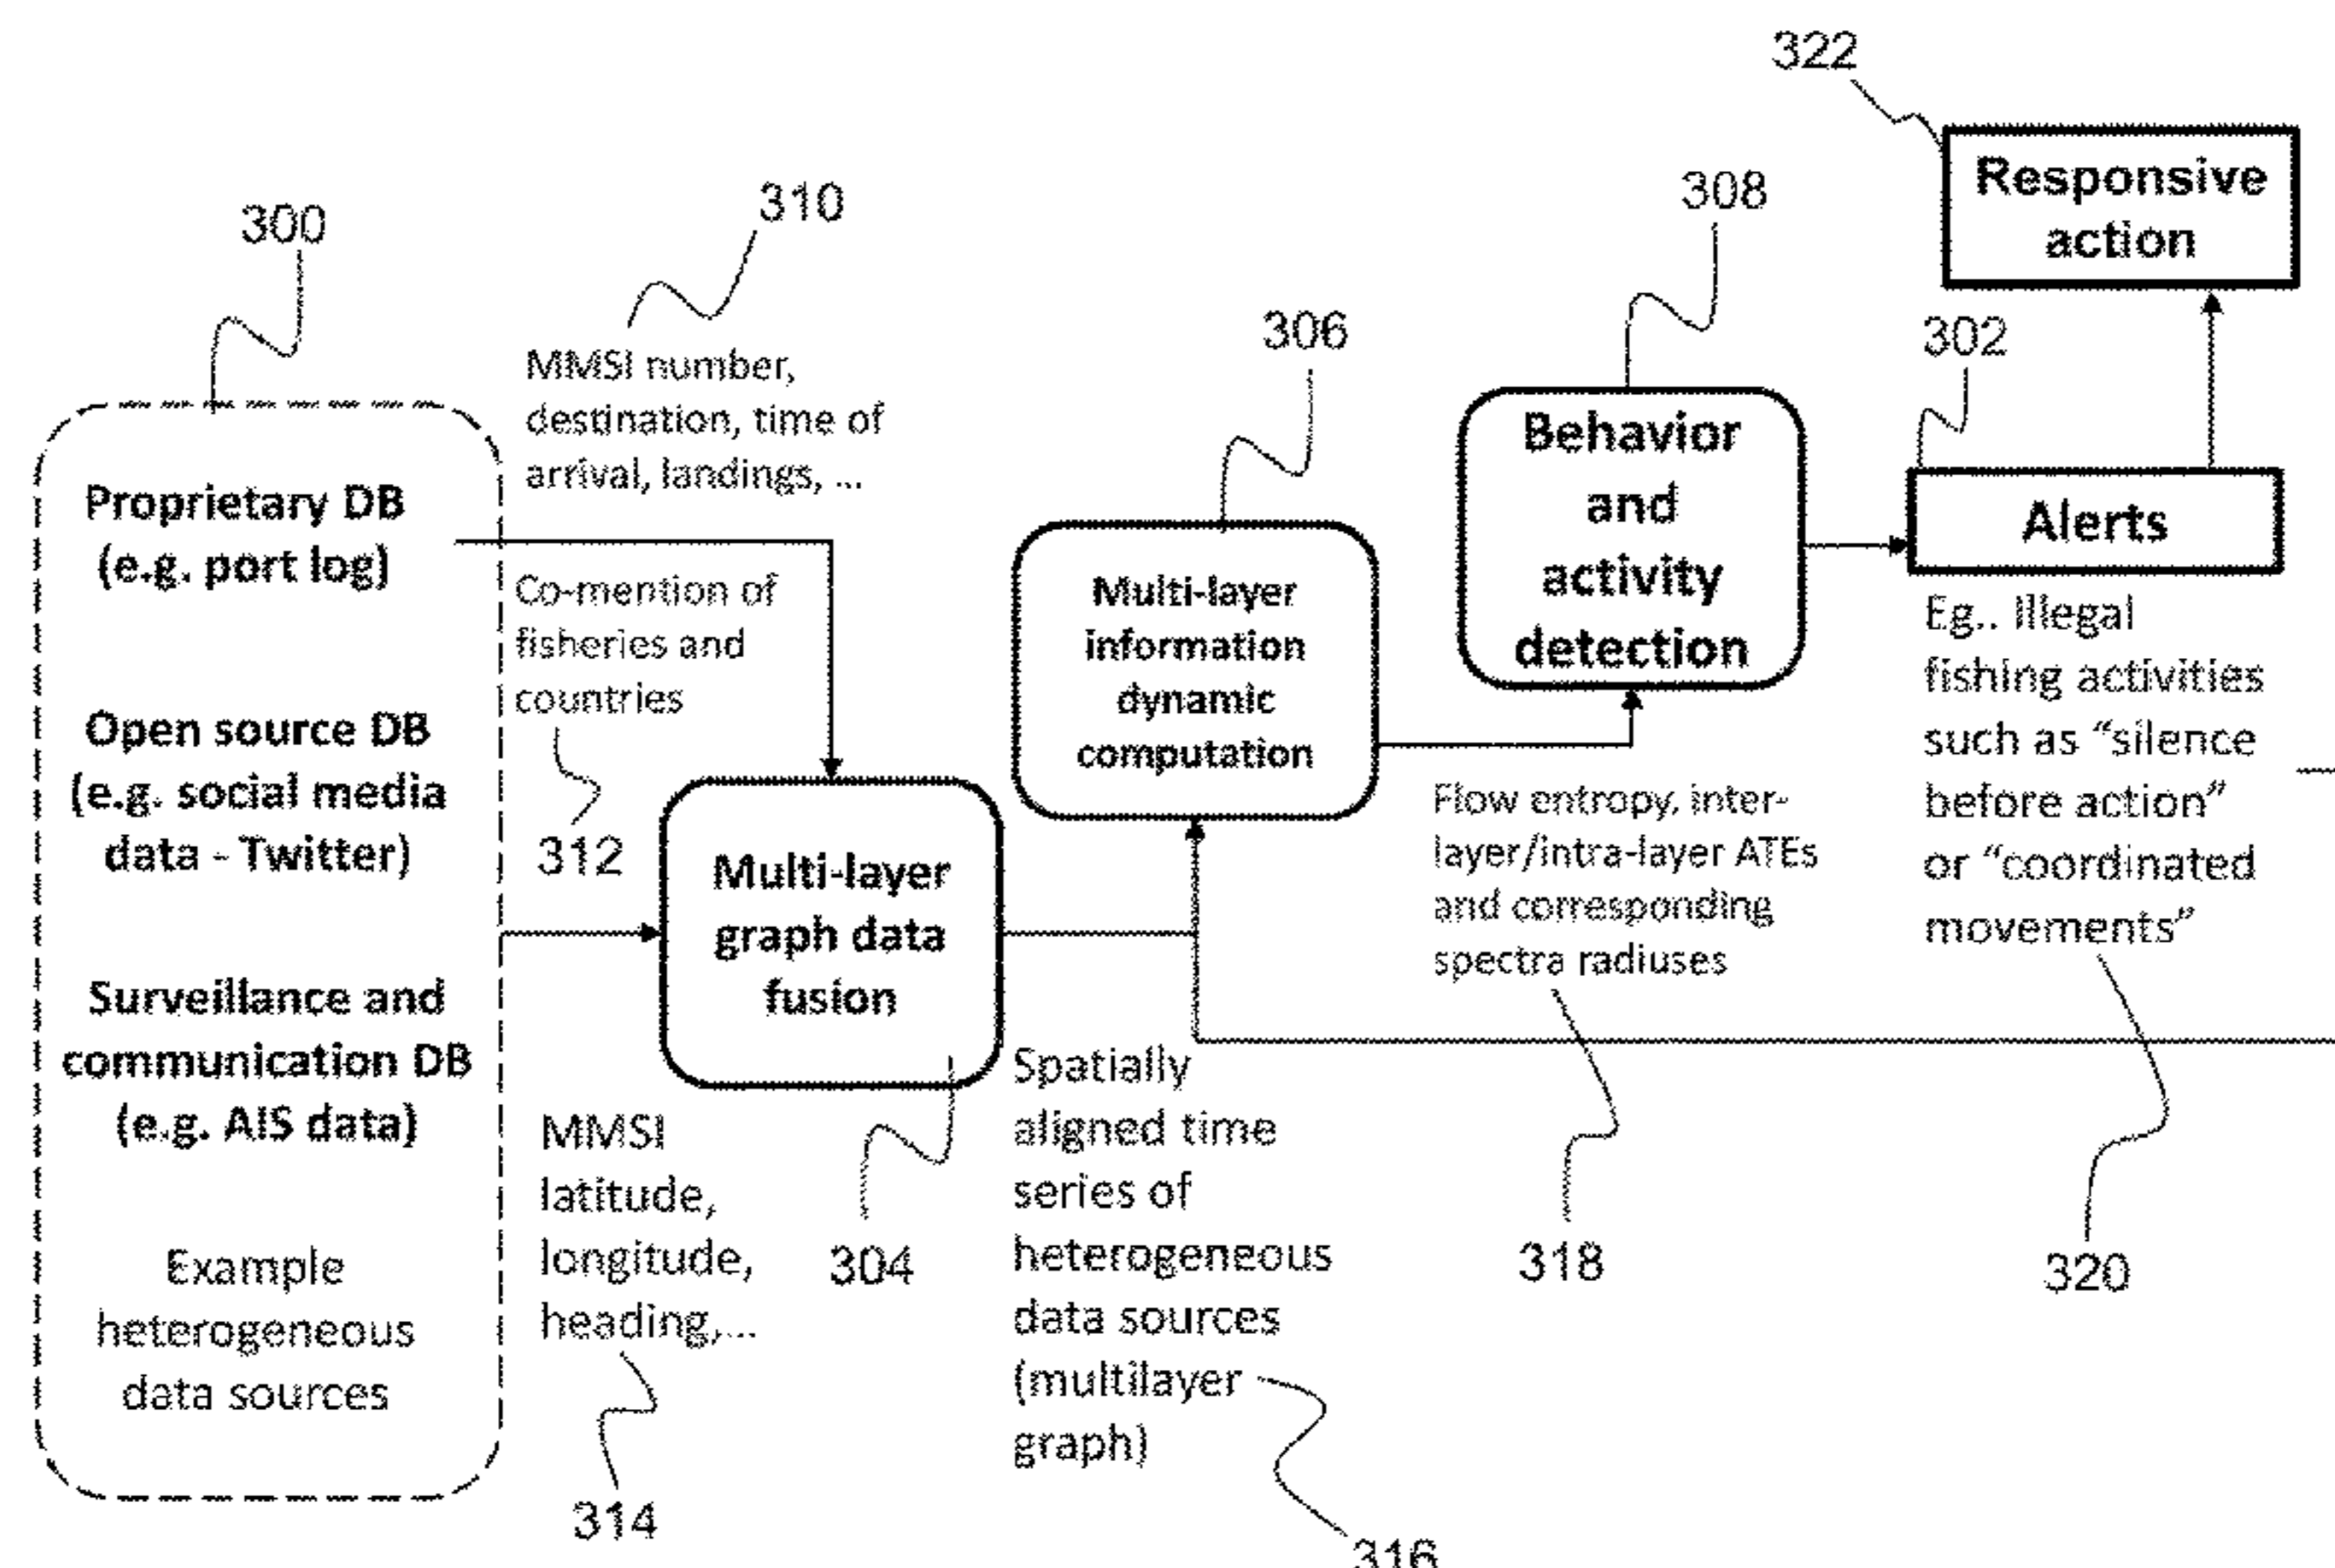 322
Responsive
action
310
308
300
306
302
MMSI number,
destination, time of
arrival, landings, ...
Proprietary DB
(e.g. port log)
Open source DB
(e.g. social media
data - Twitter)
Surveillance and
communication DB
(e.g. AIS data)
Example
heterogeneous
data sources
Co-mention of
fisheries and
countries
312
Multi-layer
graph data
fusion
304
MMSI
latitude,
longitude,
heading,...
314
Multi-layer
information
dynamic
computation
Spatially
aligned time
series of
heterogeneous
data sources
(multilayer
graph)
316
Behavior
and
activity
detection
Flow entropy, inter-
layer/intra-layer ATEs
and corresponding
spectra radiuses
318
Alerts
Eg.. Illegal
fishing activities
such as “silence
before action”
or “coordinated
movements”
320